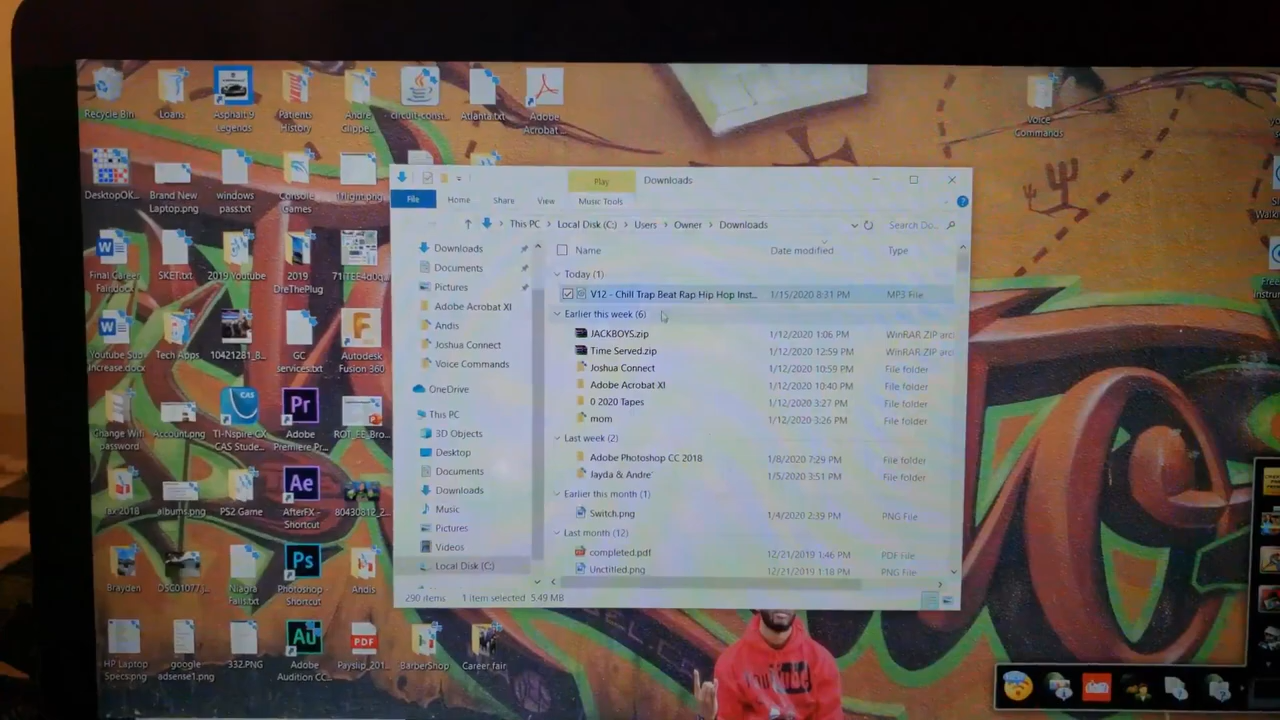 Recycle Bin
Loans
Asphalt 9 Legends
Patients History
Andre Clippe...
circuit-const...
Atlanta.txt
Adobe Acrobat ...
Voice Commands
DesktopOK...
Brand New Laptop.png
windows pass.txt
Console Games
1flight.png
Final Career Fair.docx
SKET.txt
2019 Youtube
2019 DreThePlug
Youtube Sub Increase.docx
Tech Apps
10421281_8...
GC services.txt
Autodesk Fusion 360
Change Wifi password
Account.png
TI-Nspire CX CAS Stude...
Adobe Premiere Pr...
Tax 2018
albums.png
PS2 Game
AfterFX - Shortcut
80430812_2...
Brayden
Niagra Falls.txt
Photoshop - Shortcut
Andis
HP Laptop Specs.png
google adsense1.png
332.PNG
Adobe Audition CC...
Payslip_201...
BarberShop
Career fair
Play
Downloads
File
Home
Share
View
Music Tools
This PC
Local Disk (C:)
Users
Owner
Downloads
Search Do...
Downloads
Documents
Pictures
Adobe Acrobat XI
Andis
Joshua Connect
Voice Commands
OneDrive
This PC
3D Objects
Desktop
Documents
Downloads
Music
Pictures
Videos
Local Disk (C:)
Name
Date modified
Type
Today (1)
V12 - Chill Trap Beat Rap Hip Hop Inst... 1/15/2020 8:31 PM MP3 File
Earlier this week (6)
JACKBOYS.zip 1/12/2020 1:06 PM WinRAR ZIP arc
Time Served.zip 1/12/2020 12:59 PM WinRAR ZIP arc
Joshua Connect 1/12/2020 10:59 PM File folder
Adobe Acrobat XI 1/12/2020 10:40 PM File folder
0 2020 Tapes 1/12/2020 3:27 PM File folder
mom 1/12/2020 3:26 PM File folder
Last week (2)
Adobe Photoshop CC 2018 1/8/2020 7:29 PM File folder
Jayda & Andre' 1/5/2020 3:51 PM File folder
Earlier this month (1)
Switch.png 1/4/2020 2:39 PM PNG File
Last month (12)
completed.pdf 12/21/2019 1:46 PM PDF File
Unctitled.png 12/21/2019 1:18 PM PNG File
290 items
1 item selected 5.49 MB